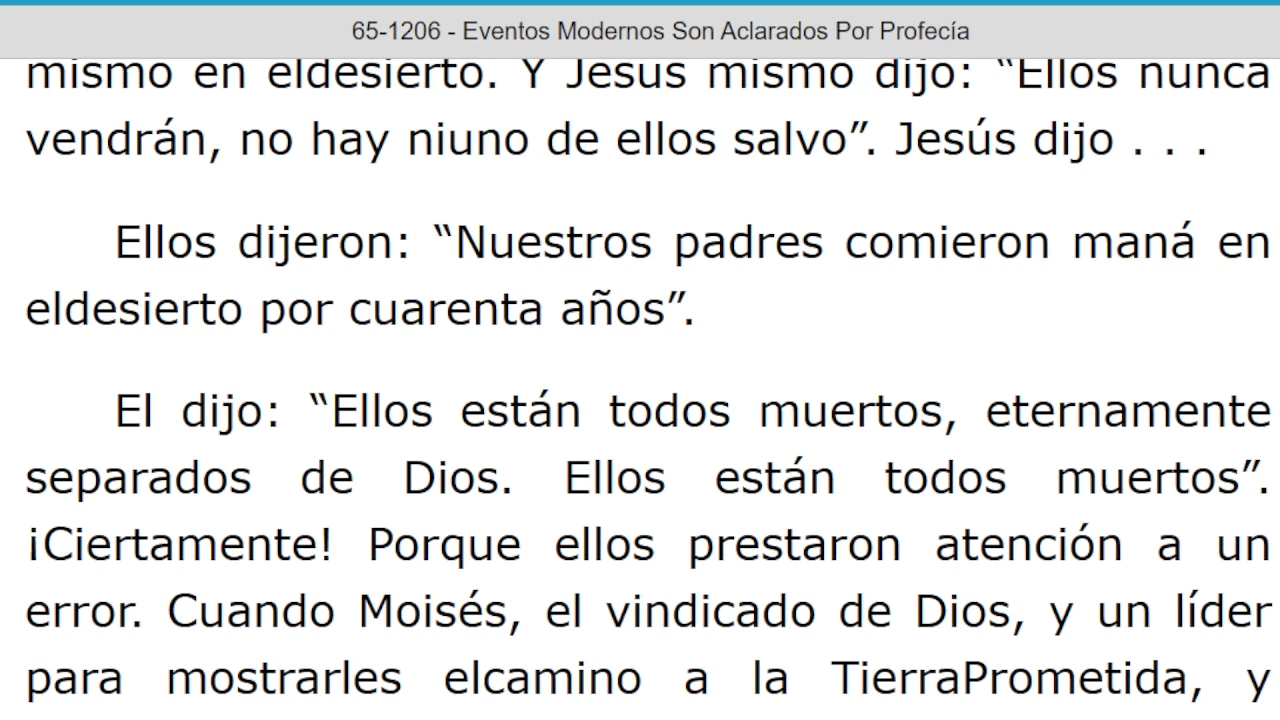 65-1206 - Eventos Modernos Son Aclarados Por Profecía
mismo en eldesierto. Y Jesús mismo dijo: “Ellos nunca
vendrán, no hay niuno de ellos salvo”. Jesús dijo . . .
Ellos dijeron: “Nuestros padres comieron maná en
eldesierto por cuarenta años”.
El dijo: “Ellos están todos muertos, eternamente
separados de Dios. Ellos están todos muertos”.
¡Ciertamente! Porque ellos prestaron atención a un
error. Cuando Moisés, el vindicado de Dios, y un líder
para mostrarles elcamino a la TierraPrometida, y